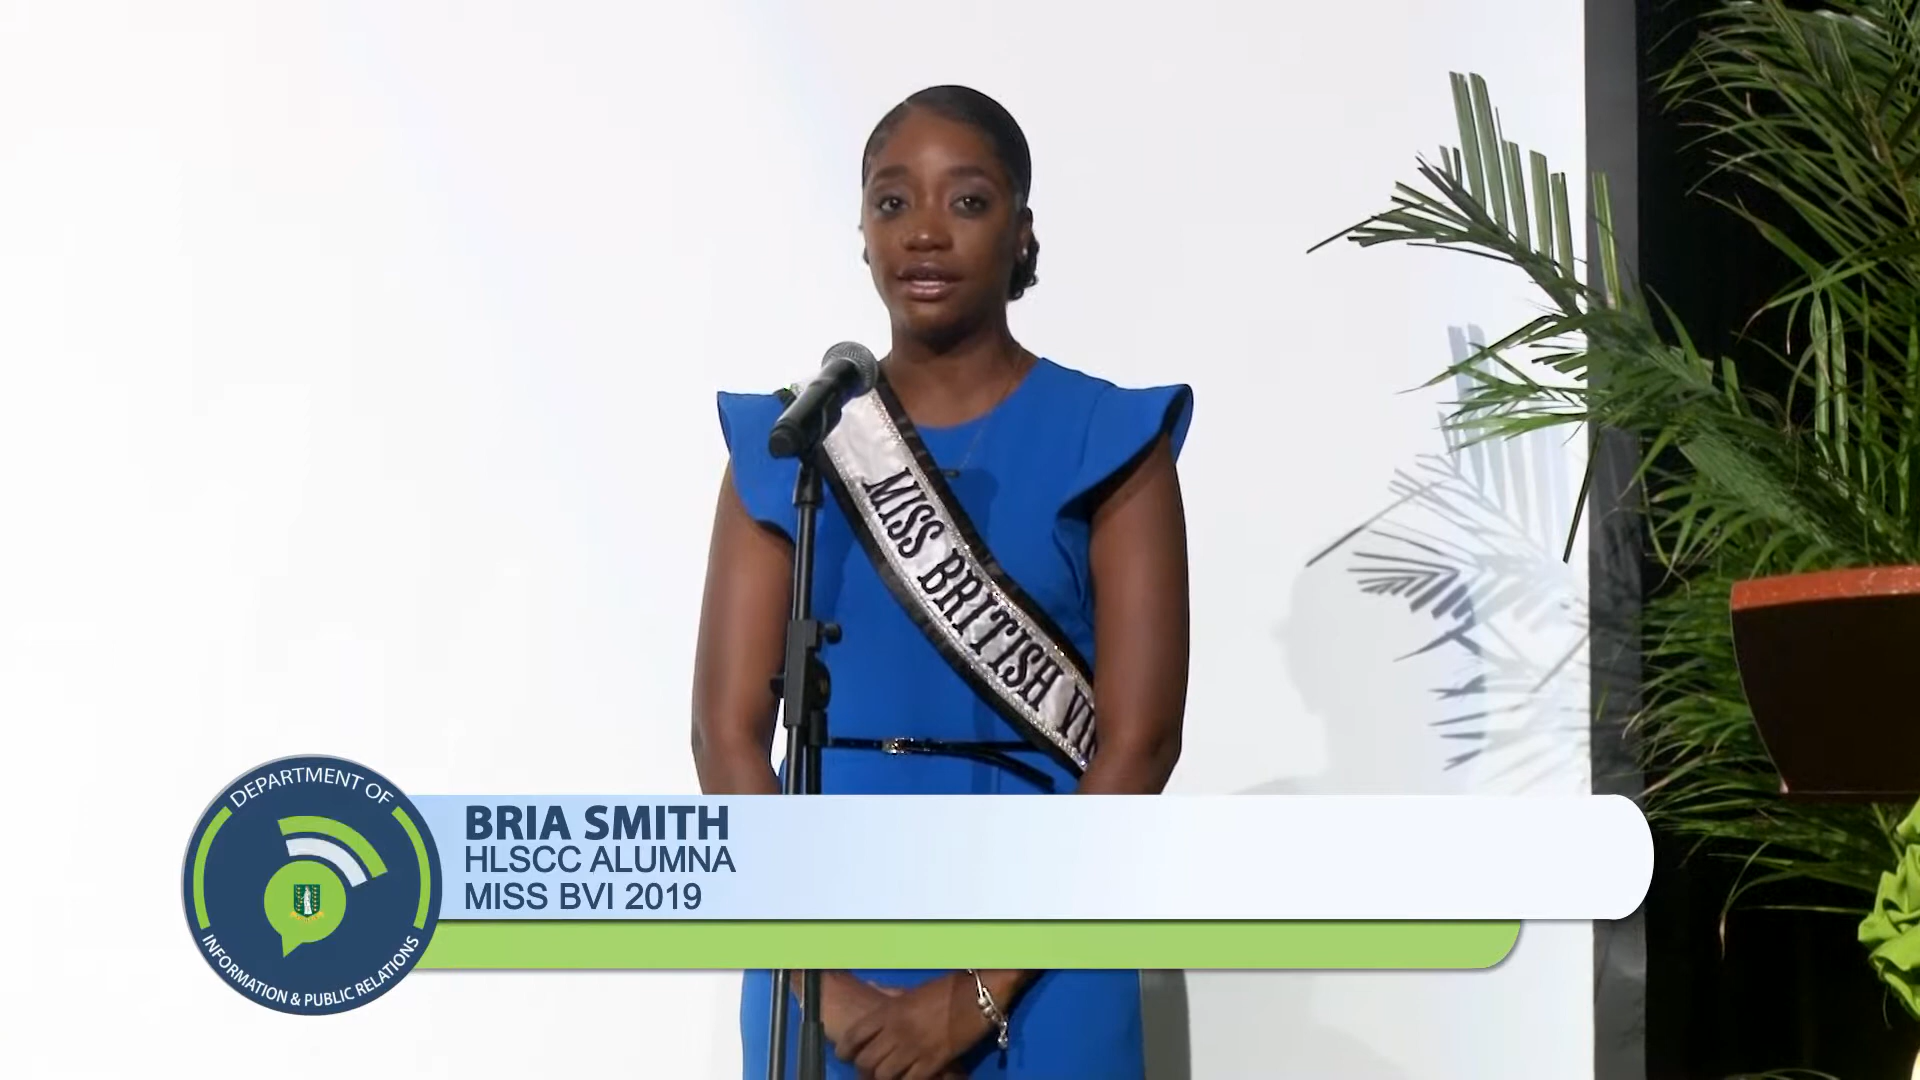 MISS BRITISH VI
BRIA SMITH
HLSCC ALUMNA
MISS BVI 2019
DEPARTMENT OF
INFORMATION & PUBLIC RELATIONS